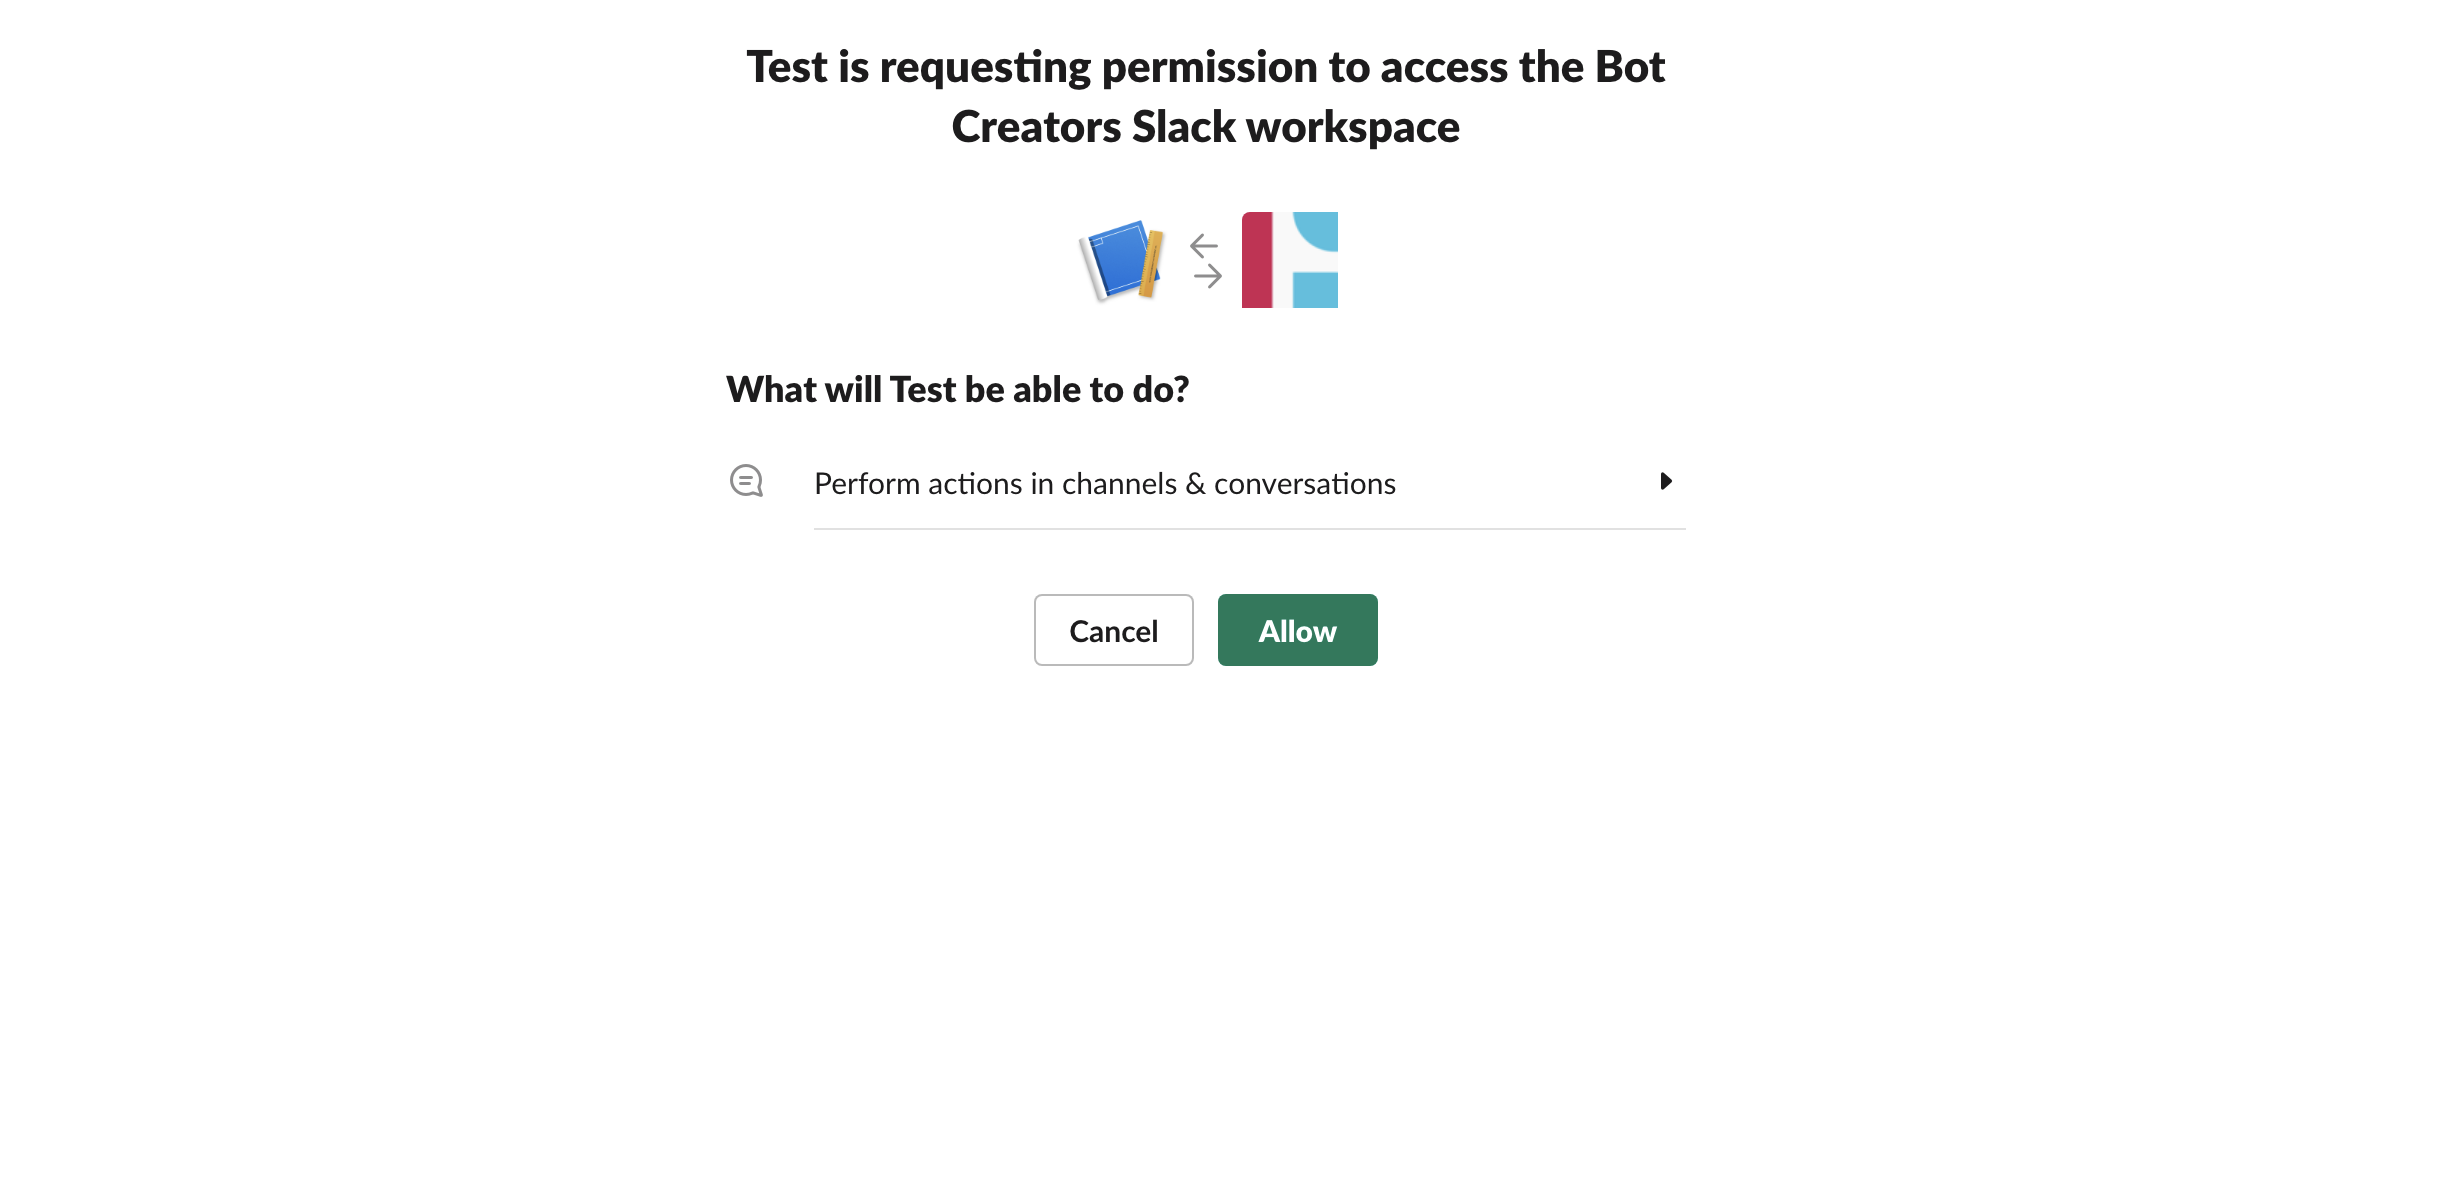 Test is requesting permission to access the Bot
Creators Slack workspace
What will Test be able to do?
Perform actions in channels & conversations
Cancel
Allow